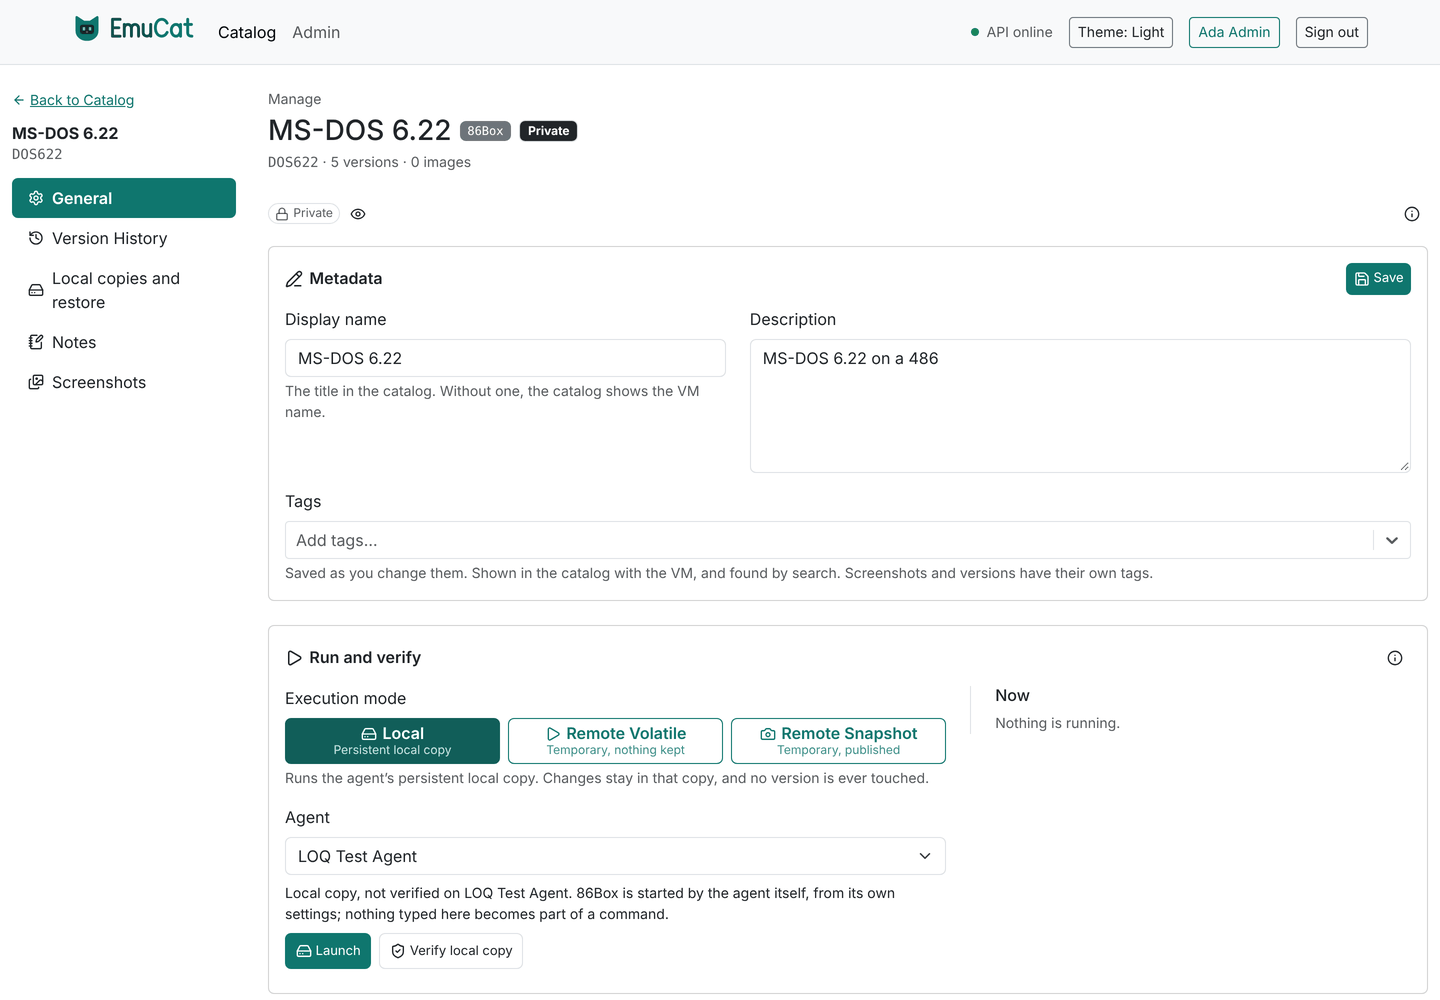 EmuCat
Catalog
Admin
API online
Theme: Light
Ada Admin
Sign out
Back to Catalog
MS-DOS 6.22
DOS622
General
Version History
Local copies and
restore
Notes
Screenshots
Manage
MS-DOS 6.22 86Box Private
DOS622 · 5 versions · 0 images
Private
Metadata
Save
Display name
MS-DOS 6.22
The title in the catalog. Without one, the catalog shows the VM
name.
Description
MS-DOS 6.22 on a 486
Tags
Add tags...
Saved as you change them. Shown in the catalog with the VM, and found by search. Screenshots and versions have their own tags.
Run and verify
Execution mode
Local
Persistent local copy
Remote Volatile
Temporary, nothing kept
Remote Snapshot
Temporary, published
Runs the agent’s persistent local copy. Changes stay in that copy, and no version is ever touched.
Agent
LOQ Test Agent
Local copy, not verified on LOQ Test Agent. 86Box is started by the agent itself, from its own
settings; nothing typed here becomes part of a command.
Launch
Verify local copy
Now
Nothing is running.